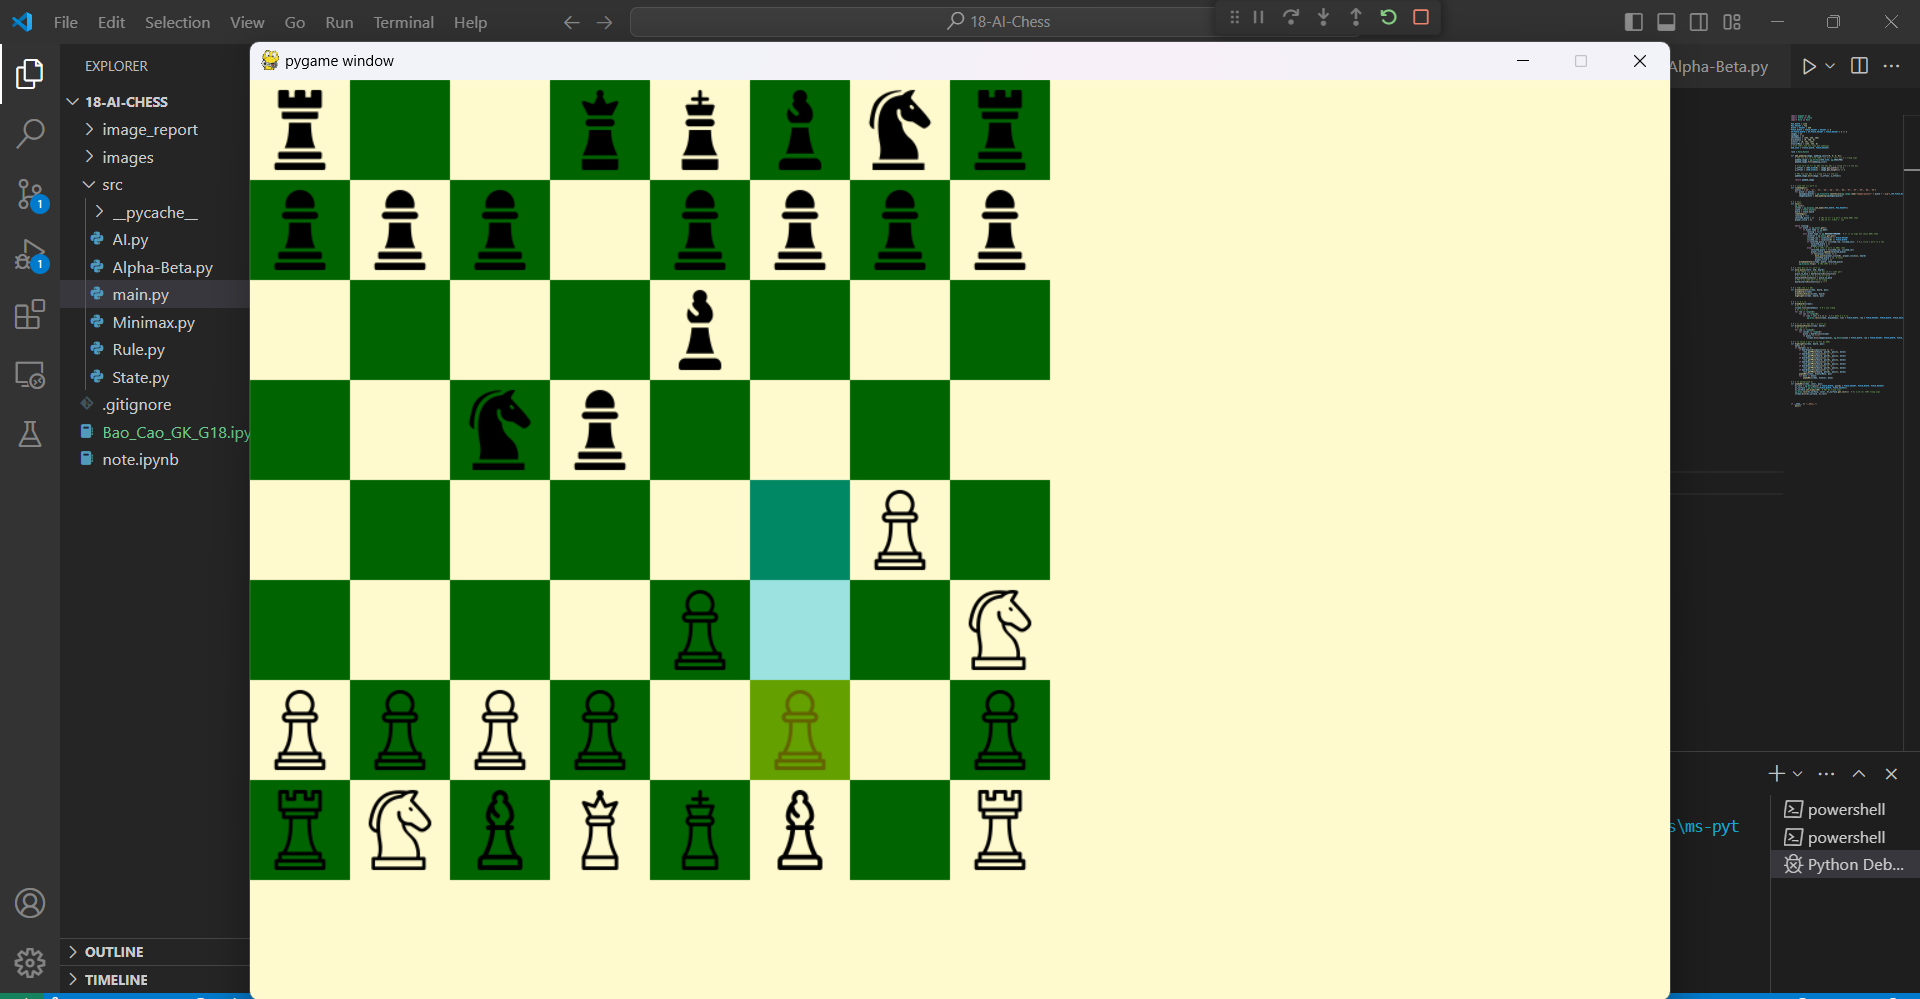 File Edit Selection View Go Run Terminal Help
18-AI-Chess
EXPLORER
pygame window
Alpha-Beta.py
18-AI-CHESS
image_report
images
src
__pycache__
AI.py
Alpha-Beta.py
main.py
Minimax.py
Rule.py
State.py
.gitignore
Bao_Cao_GK_G18.ipy
note.ipynb
1
1
s\ms-pyt
powershell
powershell
Python Deb...
OUTLINE
TIMELINE